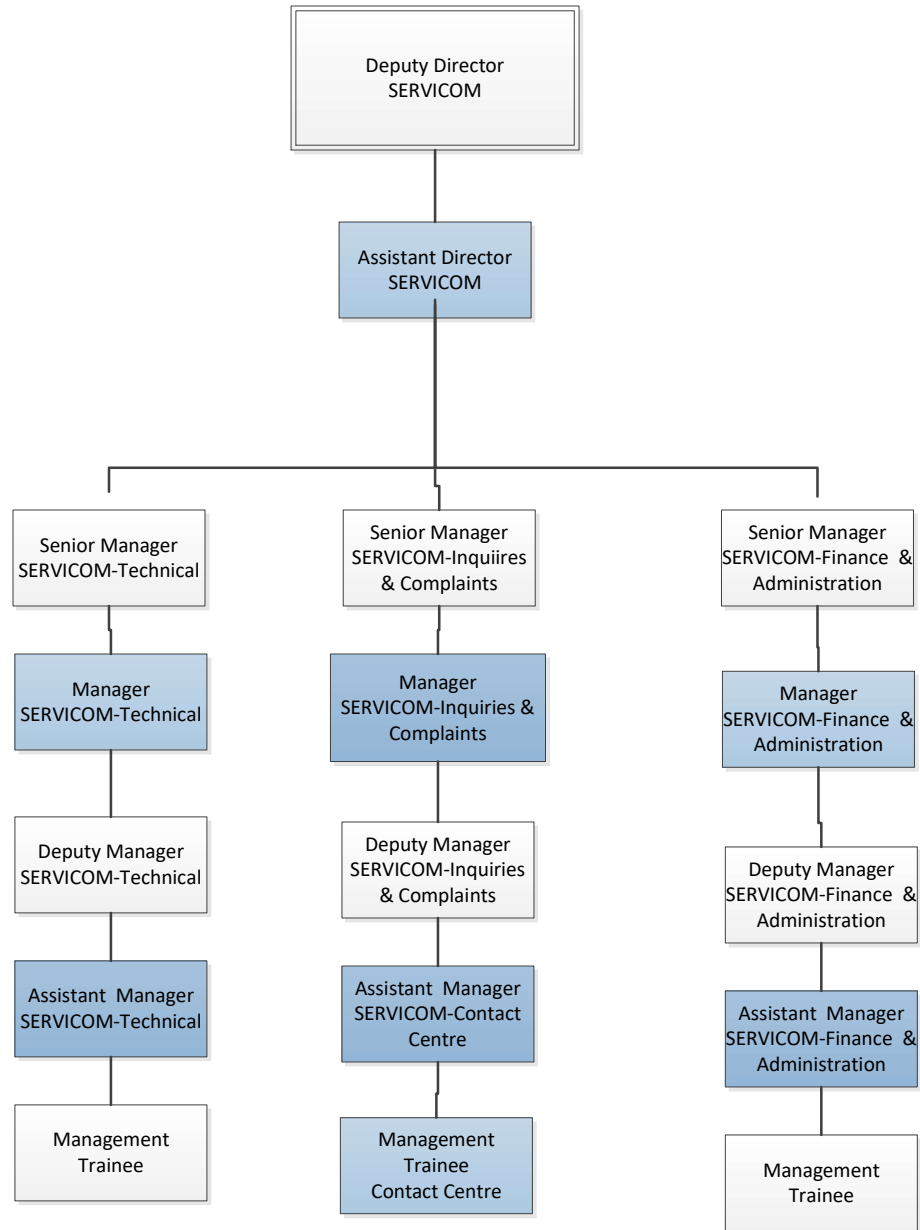 Deputy Director
SERVICOM
Assistant Director
SERVICOM
Senior Manager
SERVICOM-Technical
Senior Manager
SERVICOM-Inquiires
& Complaints
Senior Manager
SERVICOM-Finance &
Administration
Manager
SERVICOM-Technical
Manager
SERVICOM-Inquiries &
Complaints
Manager
SERVICOM-Finance &
Administration
Deputy Manager
SERVICOM-Technical
Deputy Manager
SERVICOM-Inquiries
& Complaints
Deputy Manager
SERVICOM-Finance &
Administration
Assistant Manager
SERVICOM-Technical
Assistant Manager
SERVICOM-Contact
Centre
Assistant Manager
SERVICOM-Finance &
Administration
Management
Trainee
Management
Trainee
Contact Centre
Management
Trainee